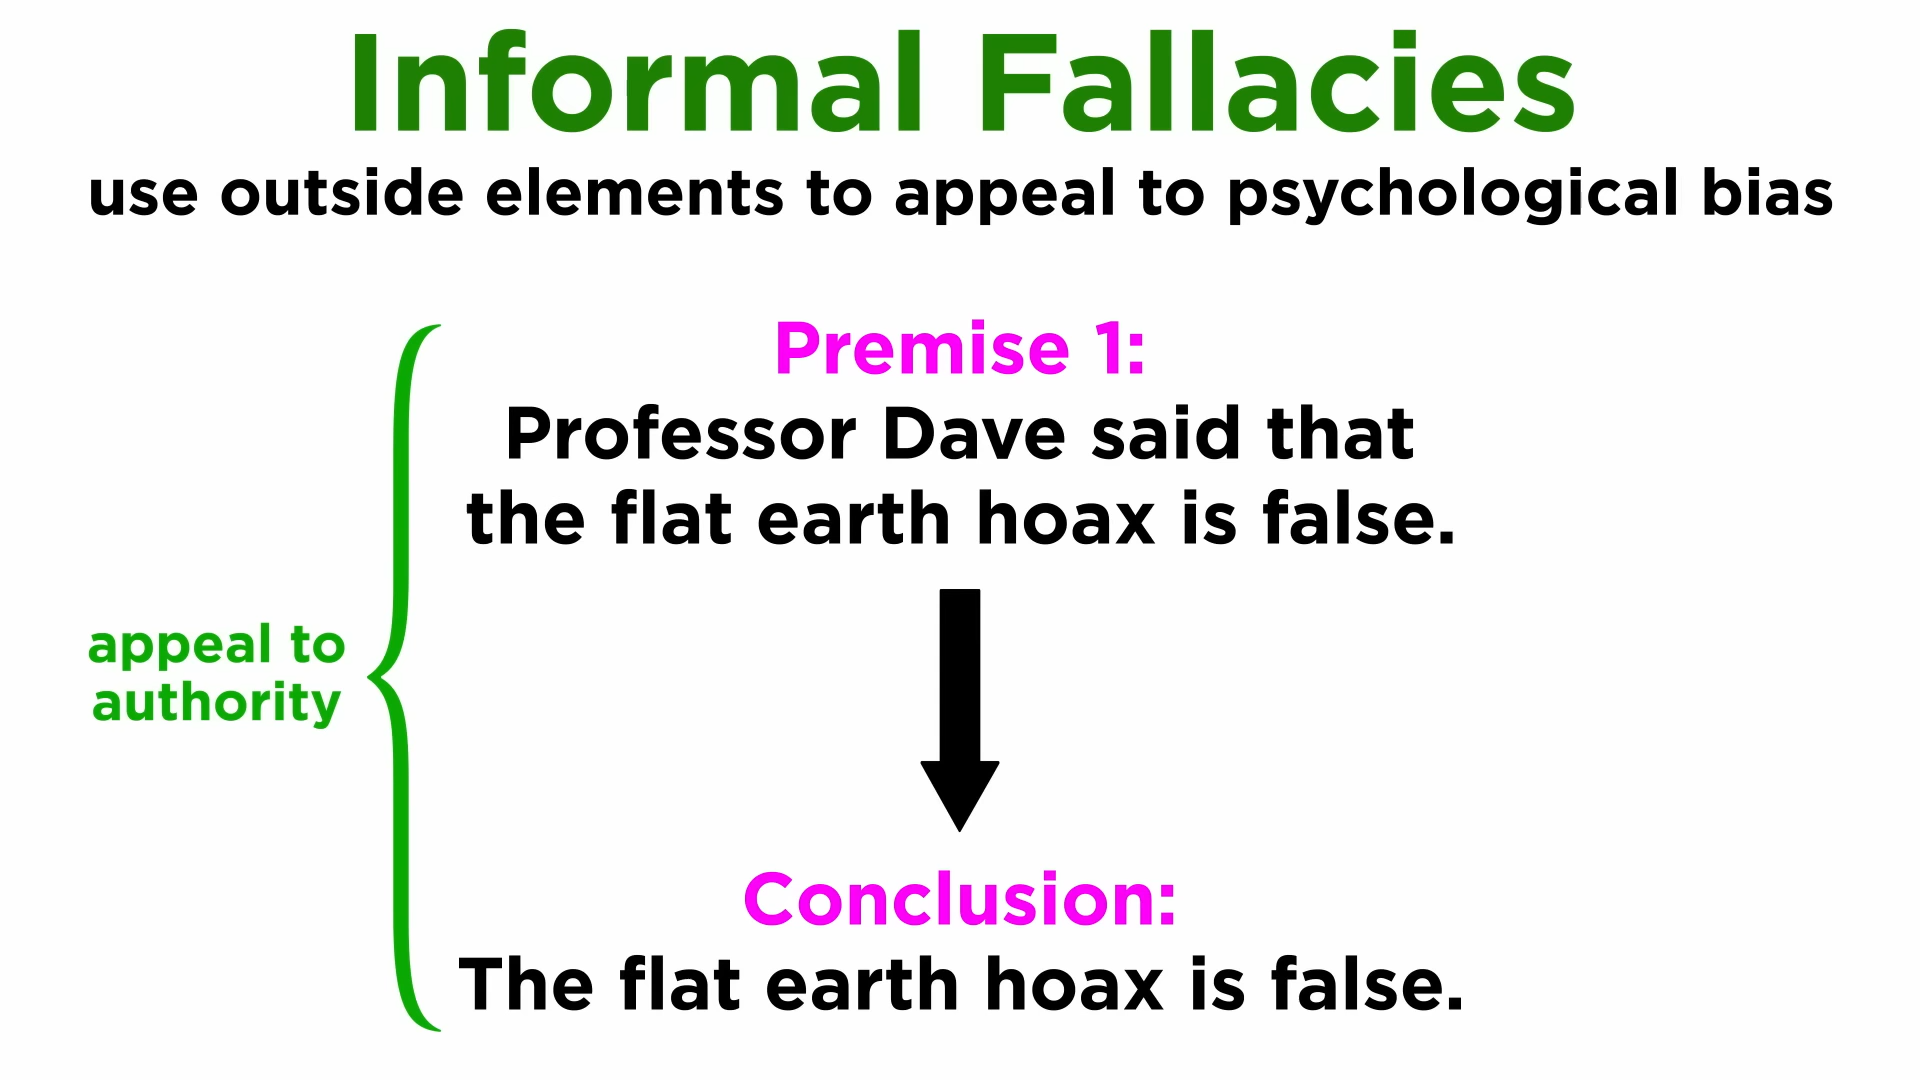 Informal Fallacies
use outside elements to appeal to psychological bias
Premise 1:
Professor Dave said that
the flat earth hoax is false.
appeal to
authority
Conclusion:
The flat earth hoax is false.